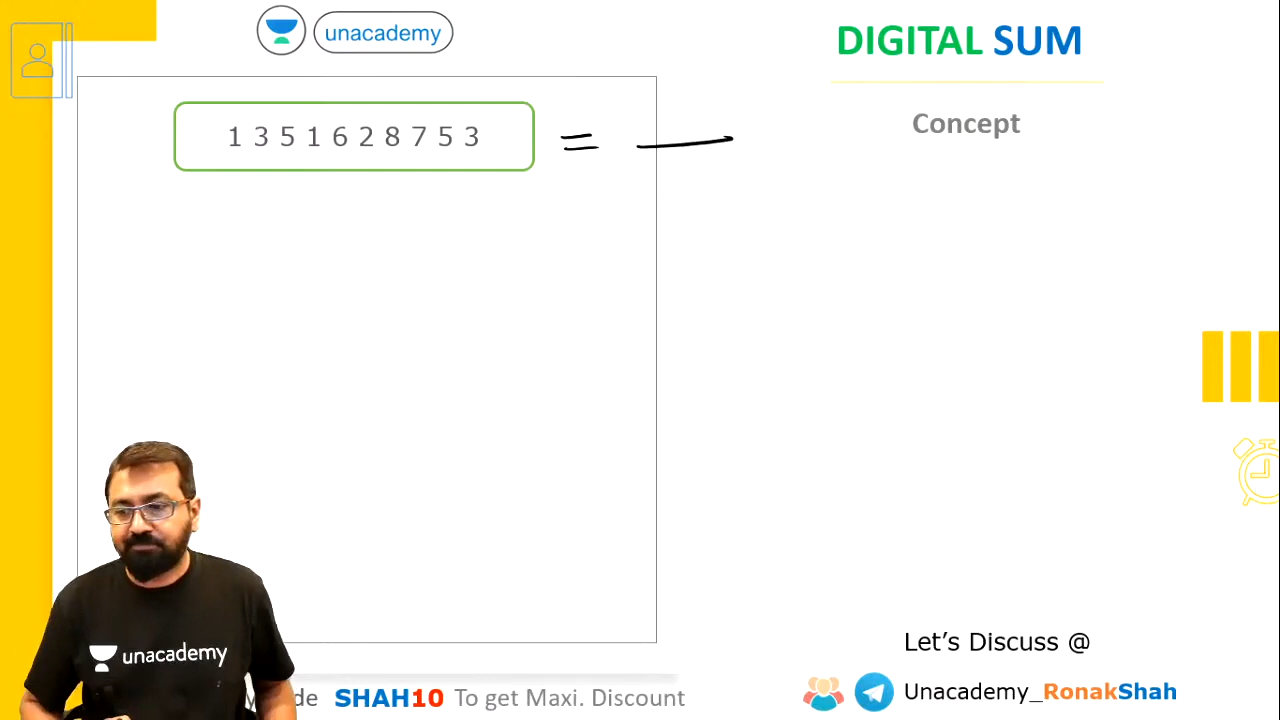 unacademy
DIGITAL SUM
Concept
1 3 5 1 6 2 8 7 5 3 = __
unacademy
Let's Discuss @
Unacademy_RonakShah
de SHAH10 To get Maxi. Discount